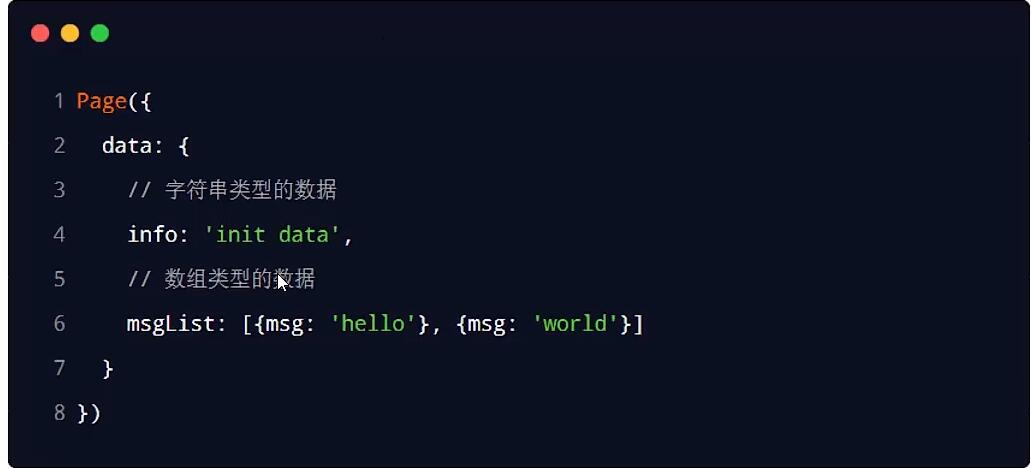 1 Page({
2   data: {
3     // 字符串类型的数据
4     info: 'init data',
5     // 数组类型的数据
6     msgList: [{msg: 'hello'}, {msg: 'world'}]
7   }
8 })